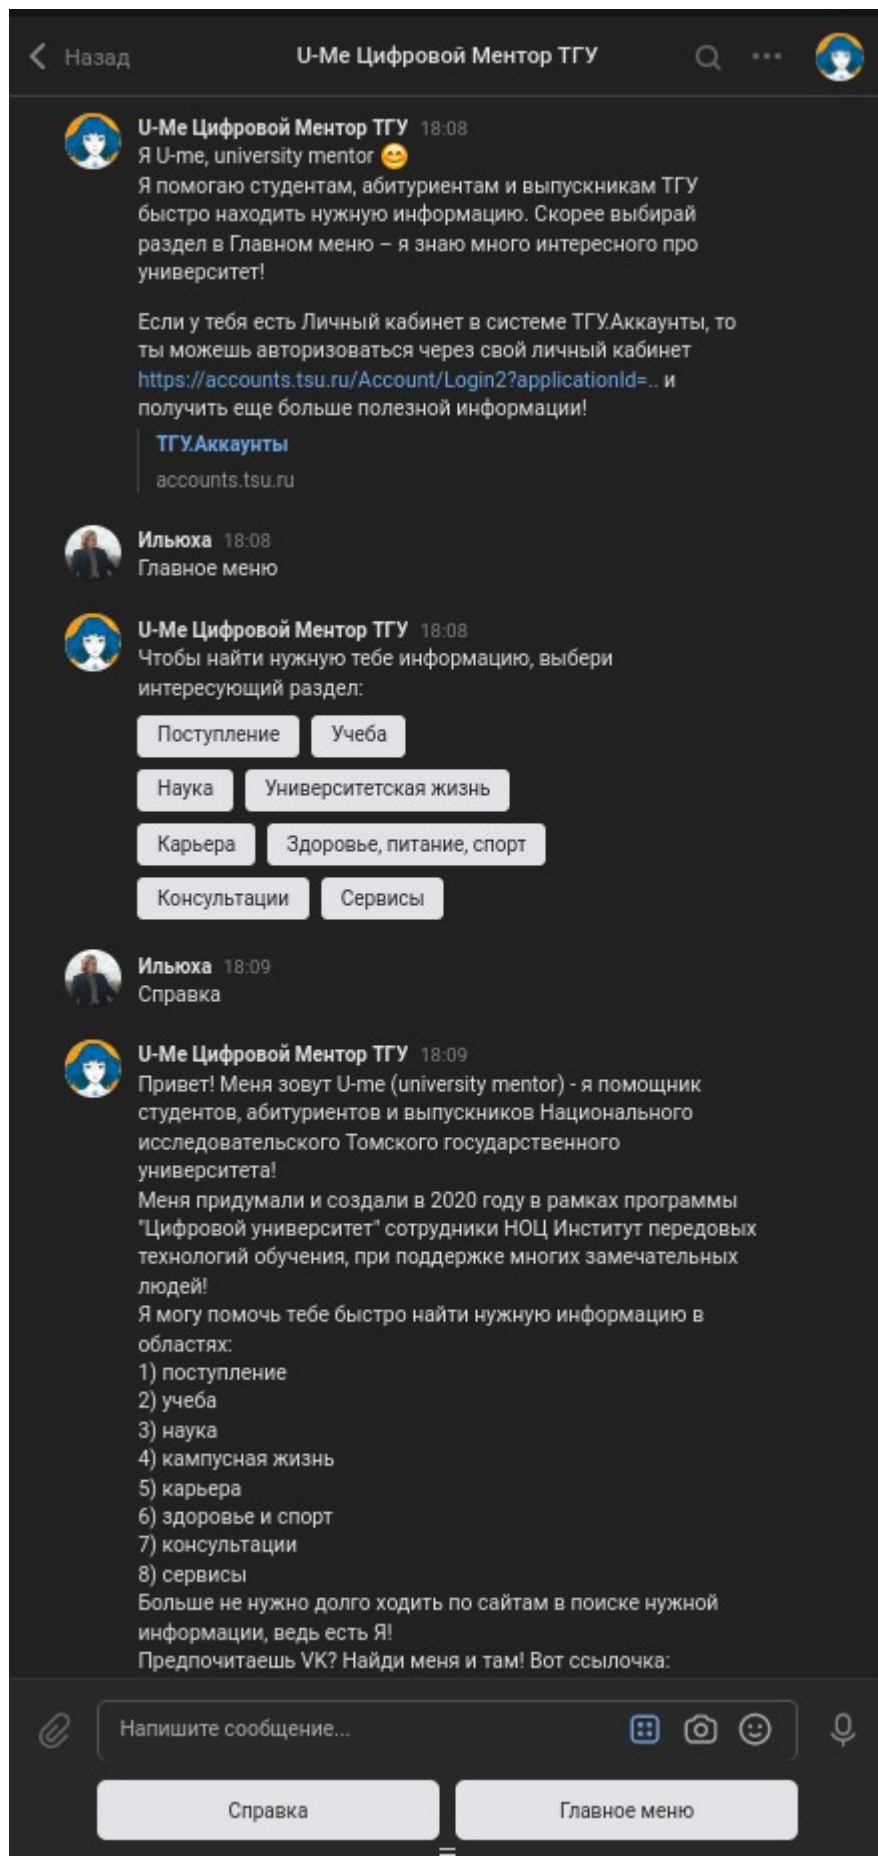 Назад
U-Me Цифровой Ментор ТГУ
U-Me Цифровой Ментор ТГУ 18:08
Я U-me, university mentor 😊
Я помогаю студентам, абитуриентам и выпускникам ТГУ
быстро находить нужную информацию. Скорее выбирай
раздел в Главном меню – я знаю много интересного про
университет!
Если у тебя есть Личный кабинет в системе ТГУ.Аккаунты, то
ты можешь авторизоваться через свой личный кабинет
https://accounts.tsu.ru/Account/Login2?applicationId=.. и
получить еще больше полезной информации!
ТГУ.Аккаунты
accounts.tsu.ru
Ильюха 18:08
Главное меню
U-Me Цифровой Ментор ТГУ 18:08
Чтобы найти нужную тебе информацию, выбери
интересующий раздел:
Поступление Учеба
Наука Университетская жизнь
Карьера Здоровье, питание, спорт
Консультации Сервисы
Ильюха 18:09
Справка
U-Me Цифровой Ментор ТГУ 18:09
Привет! Меня зовут U-me (university mentor) - я помощник
студентов, абитуриентов и выпускников Национального
исследовательского Томского государственного
университета!
Меня придумали и создали в 2020 году в рамках программы
"Цифровой университет" сотрудники НОЦ Институт передовых
технологий обучения, при поддержке многих замечательных
людей!
Я могу помочь тебе быстро найти нужную информацию в
областях:
1) поступление
2) учеба
3) наука
4) кампусная жизнь
5) карьера
6) здоровье и спорт
7) консультации
8) сервисы
Больше не нужно долго ходить по сайтам в поиске нужной
информации, ведь есть Я!
Предпочитаешь VK? Найди меня и там! Вот ссылочка:
Напишите сообщение...
Справка Главное меню